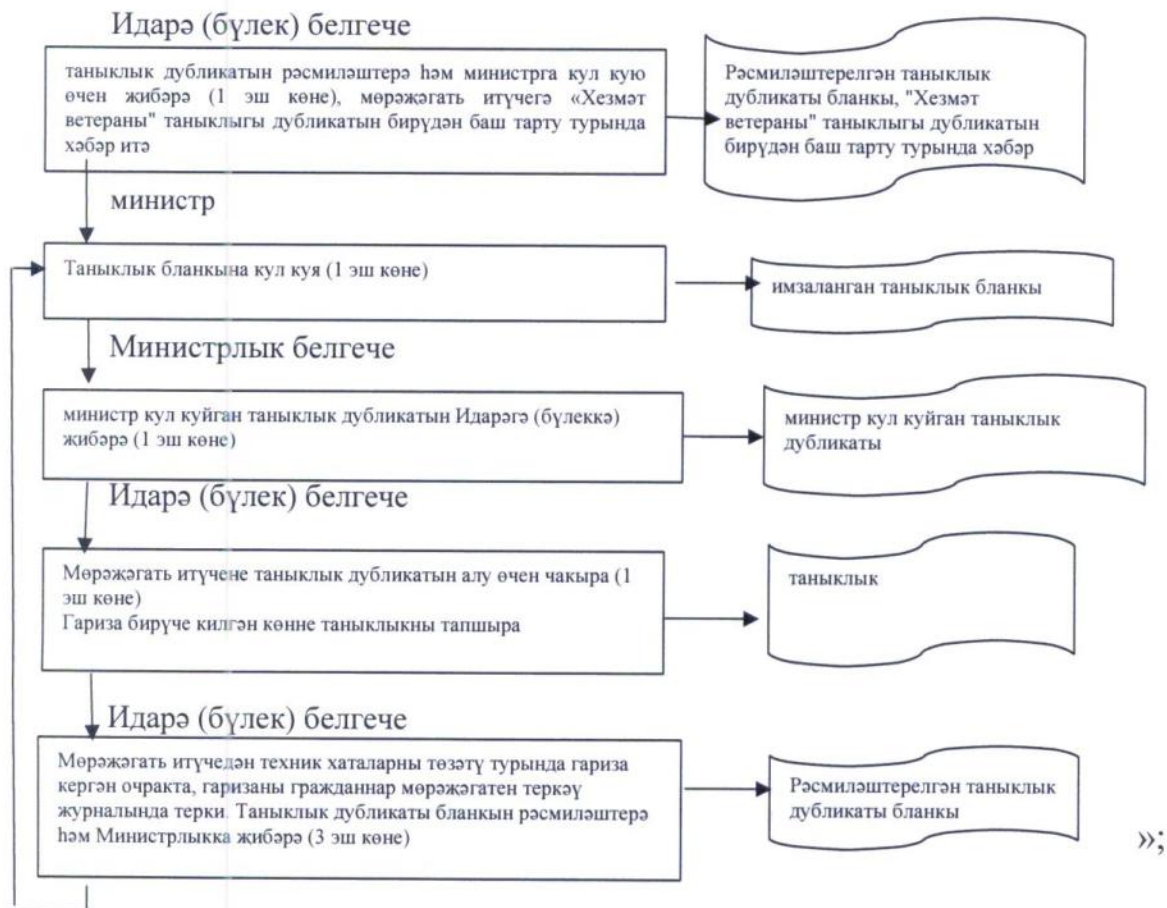 Идарә (бүлек) белгече
таныклык дубликатын рәсмиләштерә һәм министрга кул кую
өчен җибәрә (1 эш көне), мөрәҗәгать итүчегә «Хезмәт
ветераны" таныклыгы дубликатын бирүдән баш тарту турында
хәбәр итә
Рәсмиләштерелгән таныклык
дубликаты бланкы, "Хезмәт
ветераны" таныклыгы дубликатын
бирүдән баш тарту турында хәбәр
министр
Таныклык бланкына кул куя (1 эш көне)
имзаланган таныклык бланкы
Министрлык белгече
министр кул куйган таныклык дубликатын Идарәгә (бүлеккә)
җибәрә (1 эш көне)
министр кул куйган таныклык
дубликаты
Идарә (бүлек) белгече
Мөрәҗәгать итүчене таныклык дубликатын алу өчен чакыра (1
эш көне)
Гариза бирүче килгән көнне таныклыкны тапшыра
таныклык
Идарә (бүлек) белгече
Мөрәҗәгать итүчедән техник хаталарны төзәтү турында гариза
кергән очракта, гаризаны гражданнар мөрәҗәгатен теркәү
журналында терки. Таныклык дубликаты бланкын рәсмиләштерә
һәм Министрлыкка җибәрә (3 эш көне)
Рәсмиләштерелгән таныклык
дубликаты бланкы
»;